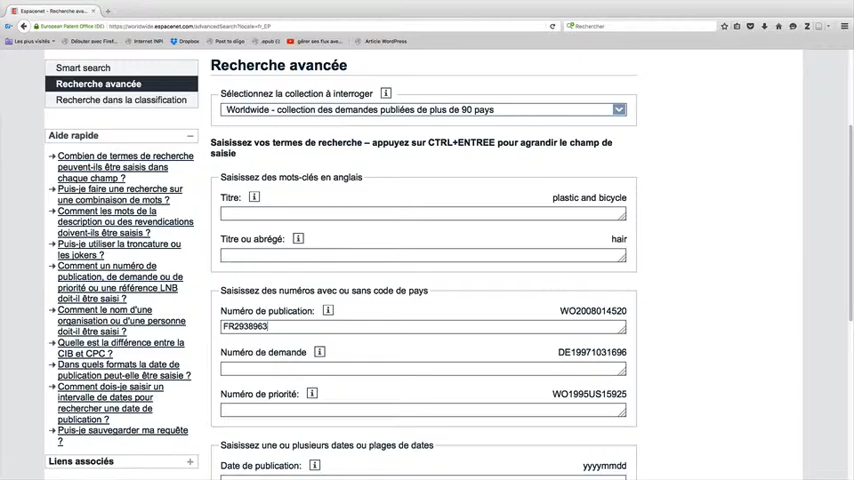 Espacenet - Recherche ava...
European Patent Office (DE)
https://worldwide.espacenet.com/advancedSearch?locale=fr_EP
Rechercher
Les plus visités
Débuter avec Firef...
Internet INPI
Dropbox
Post to diigo
.epub ()
gérer ses flux ave...
Article WordPress
Smart search
Recherche avancée
Recherche dans la classification
Aide rapide
Combien de termes de recherche
peuvent-ils être saisis dans
chaque champ ?
Puis-je faire une recherche sur
une combinaison de mots ?
Comment les mots de la
description ou des revendications
doivent-ils être saisis ?
Puis-je utiliser la troncature ou
les jokers ?
Comment un numéro de
publication, de demande ou de
priorité ou une référence LNB
doit-il être saisi ?
Comment le nom d'une
organisation ou d'une personne
doit-il être saisi ?
Quelle est la différence entre la
CIB et CPC ?
Dans quels formats la date de
publication peut-elle être saisie ?
Comment dois-je saisir un
intervalle de dates pour
rechercher une date de
publication ?
Puis-je sauvegarder ma requête
?
Liens associés
Recherche avancée
Sélectionnez la collection à interroger
Worldwide - collection des demandes publiées de plus de 90 pays
Saisissez vos termes de recherche – appuyez sur CTRL+ENTREE pour agrandir le champ de
saisie
Saisissez des mots-clés en anglais
Titre: plastic and bicycle
Titre ou abrégé: hair
Saisissez des numéros avec ou sans code de pays
Numéro de publication: WO2008014520
FR2938963
Numéro de demande DE19971031696
Numéro de priorité: WO1995US15925
Saisissez une ou plusieurs dates ou plages de dates
Date de publication: yyyymmdd